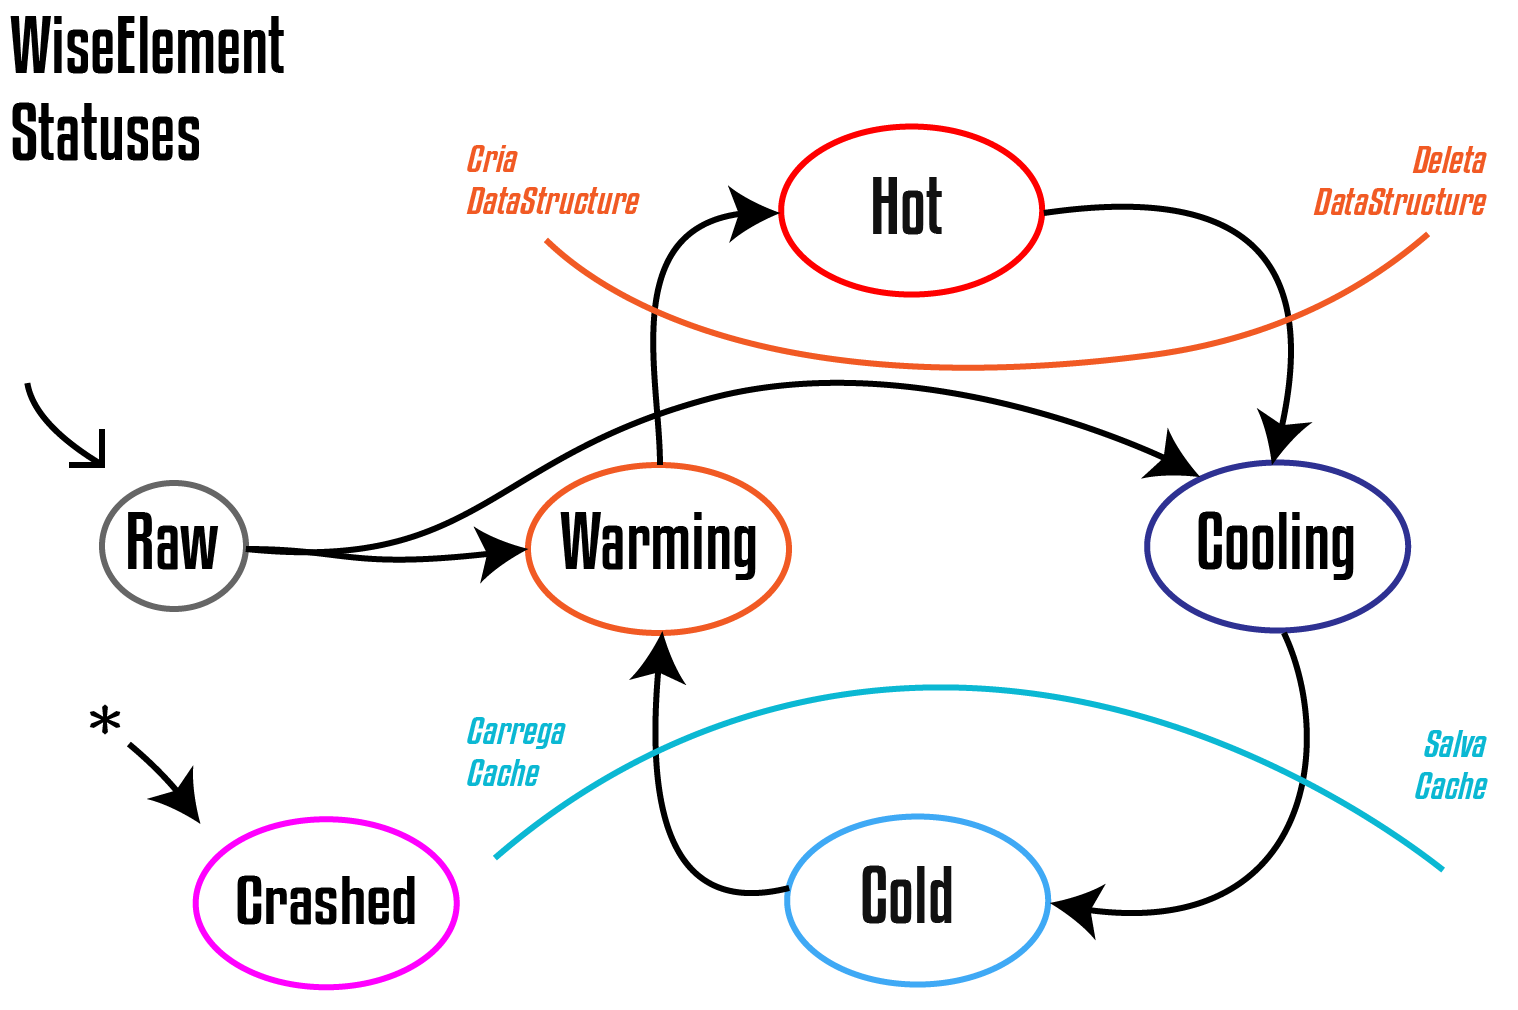 WiseElement
Statuses
Cria
DataStructure
Hot
Deleta
DataStructure
Raw
Warming
Cooling
*
Carrega
Cache
Salva
Cache
Crashed
Cold